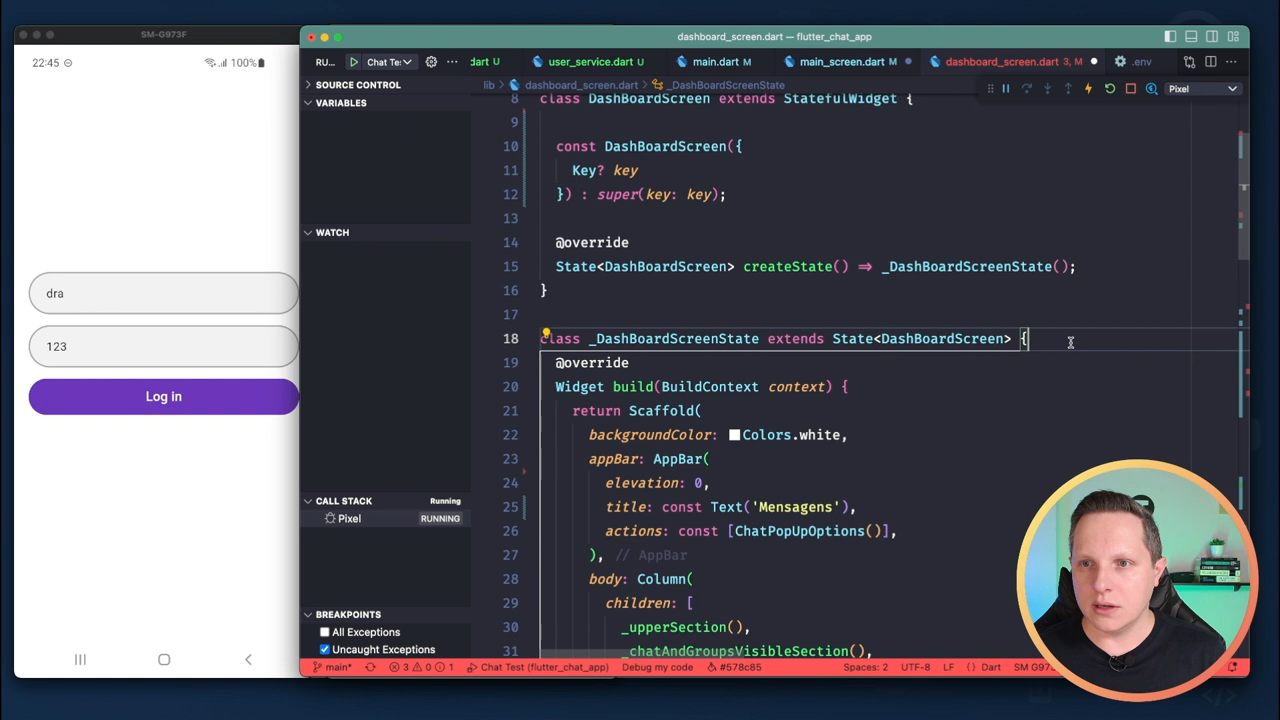 SM-G973F
22:45
100%
dra
123
Log in
dashboard_screen.dart — flutter_chat_app
RU... Chat Te: ... dart U user_service.dart U main.dart M main_screen.dart M dashboard_screen.dart 3, M .env
SOURCE CONTROL
lib > dashboard_screen.dart > _DashBoardScreenState
Pixel
VARIABLES
WATCH
CALL STACK Running
Pixel RUNNING
BREAKPOINTS
All Exceptions
Uncaught Exceptions
8 class DashBoardScreen extends StatefulWidget {
9
10 const DashBoardScreen({
11 Key? key
12 }) : super(key: key);
13
14 @override
15 State<DashBoardScreen> createState() => _DashBoardScreenState();
16 }
17
18 class _DashBoardScreenState extends State<DashBoardScreen> {
19 @override
20 Widget build(BuildContext context) {
21 return Scaffold(
22 backgroundColor: Colors.white,
23 appBar: AppBar(
24 elevation: 0,
25 title: const Text('Mensagens'),
26 actions: const [ChatPopUpOptions()],
27 ), // AppBar
28 body: Column(
29 children: [
30 _upperSection(),
31 _chatAndGroupsVisibleSection(),
main* 3 0 1 Chat Test (flutter_chat_app) Debug my code #578c85 Spaces: 2 UTF-8 LF { } Dart SM G973